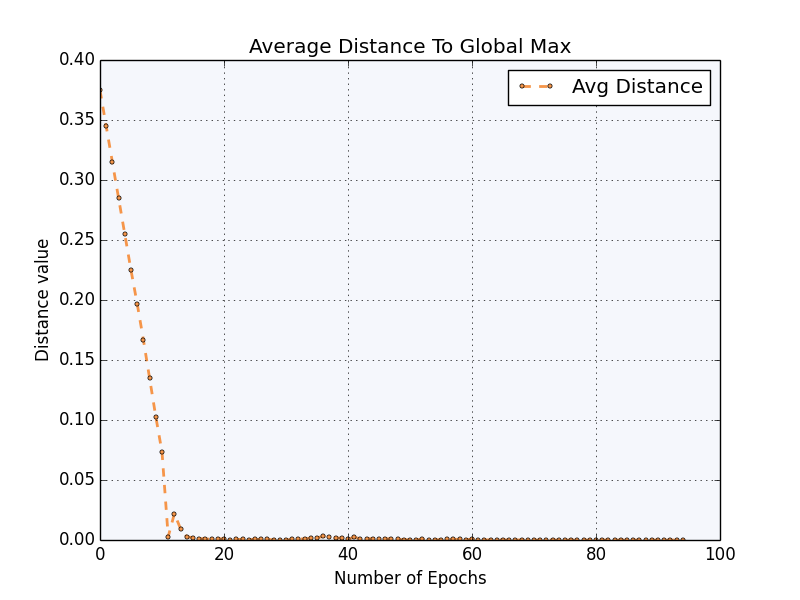 Average Distance To Global Max
Avg Distance
0.40
0.35
0.30
0.25
0.20
0.15
0.10
0.05
0.00
Distance value
0 20 40 60 80 100
Number of Epochs